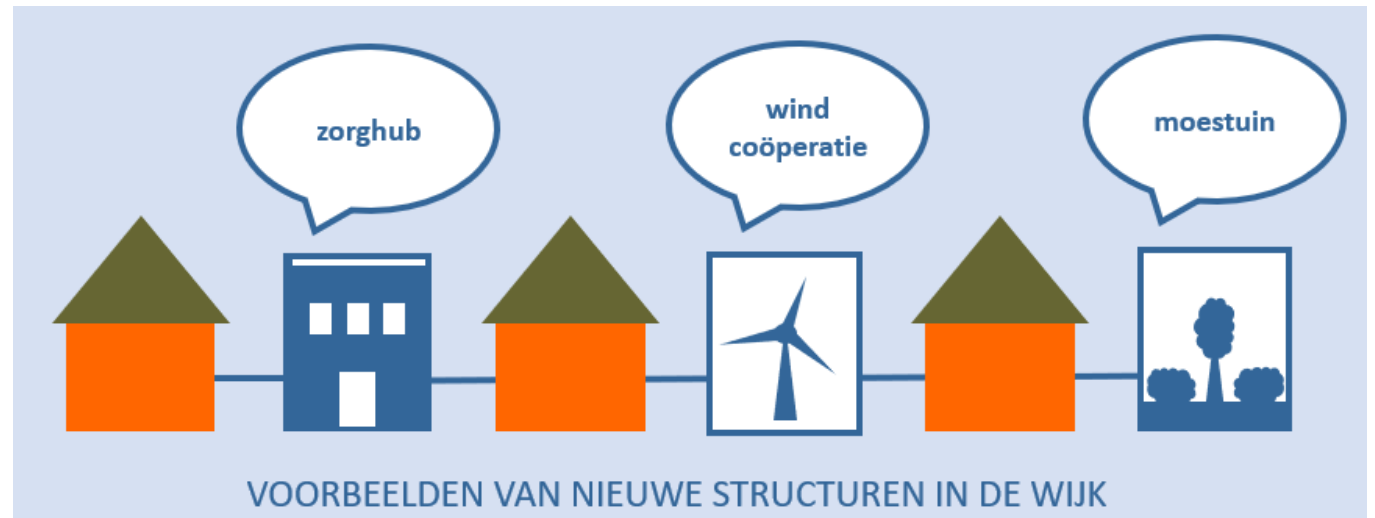 zorghub
wind
coöperatie
moestuin
VOORBEELDEN VAN NIEUWE STRUCTUREN IN DE WIJK